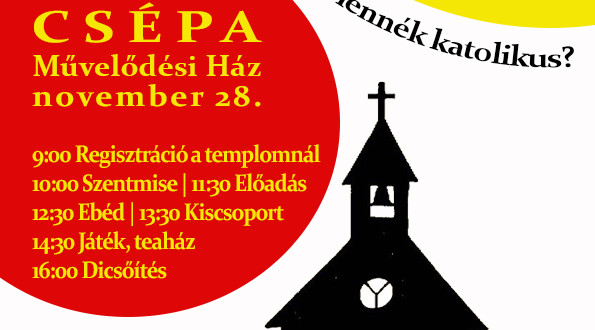 lennék katolikus?
CSÉPA
Művelődési Ház
november 28.
9:00 Regisztráció a templomnál
10:00 Szentmise | 11:30 Előadás
12:30 Ebéd | 13:30 Kiscsoport
14:30 Játék, teaház
16:00 Dicsőítés